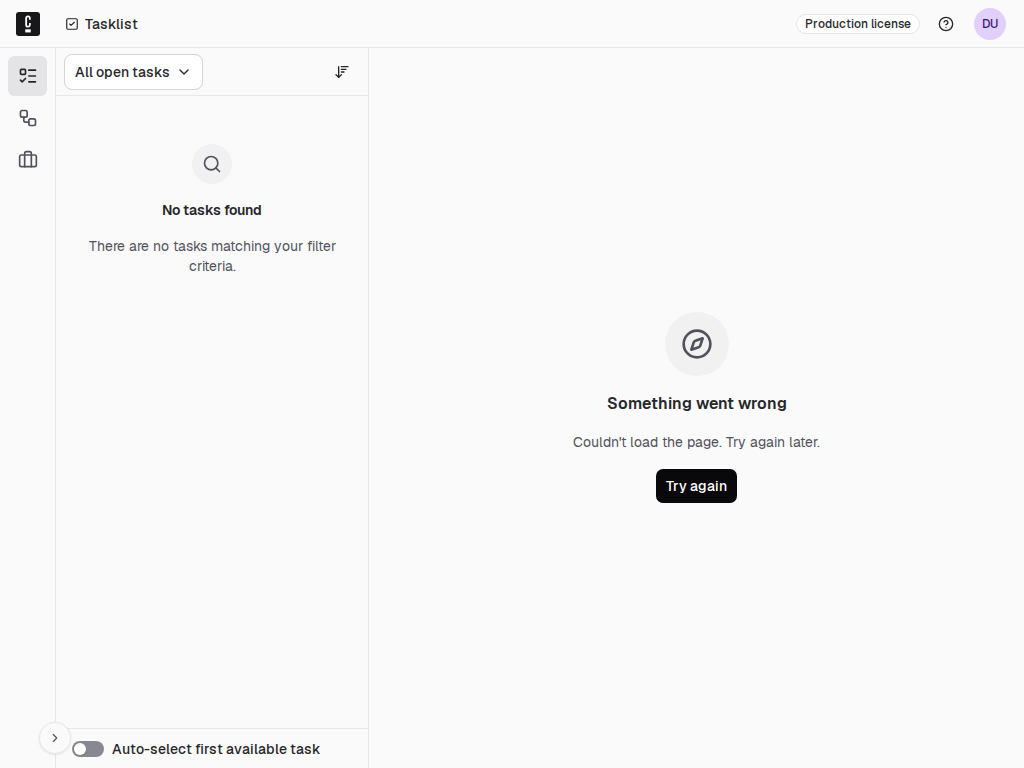 Tasklist
Production license
DU
All open tasks
No tasks found
There are no tasks matching your filter
criteria.
Something went wrong
Couldn't load the page. Try again later.
Try again
Auto-select first available task